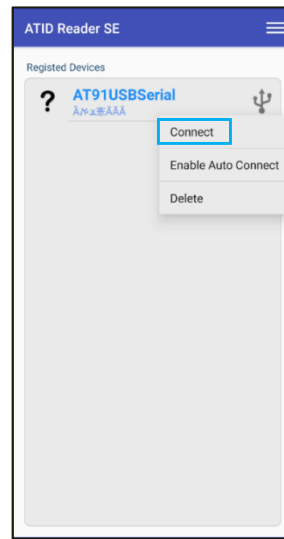 ATID Reader SE
Registed Devices
AT91USBSerial
Connect
Enable Auto Connect
Delete